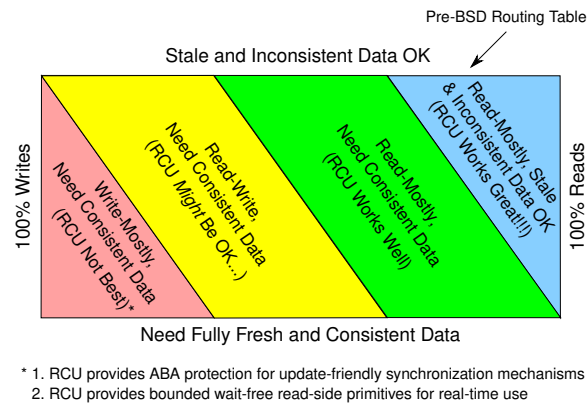 Pre-BSD Routing Table
Stale and Inconsistent Data OK
100% Writes
Write-Mostly,
Need Consistent Data
(RCU Not Best)*
Read-Write,
Need Consistent Data
(RCU Might Be OK...)
Read-Mostly,
Need Consistent Data
(RCU Works Well)
Read-Mostly, Stale
& Inconsistent Data OK
(RCU Works Great!!!)
100% Reads
Need Fully Fresh and Consistent Data
* 1. RCU provides ABA protection for update-friendly synchronization mechanisms
2. RCU provides bounded wait-free read-side primitives for real-time use